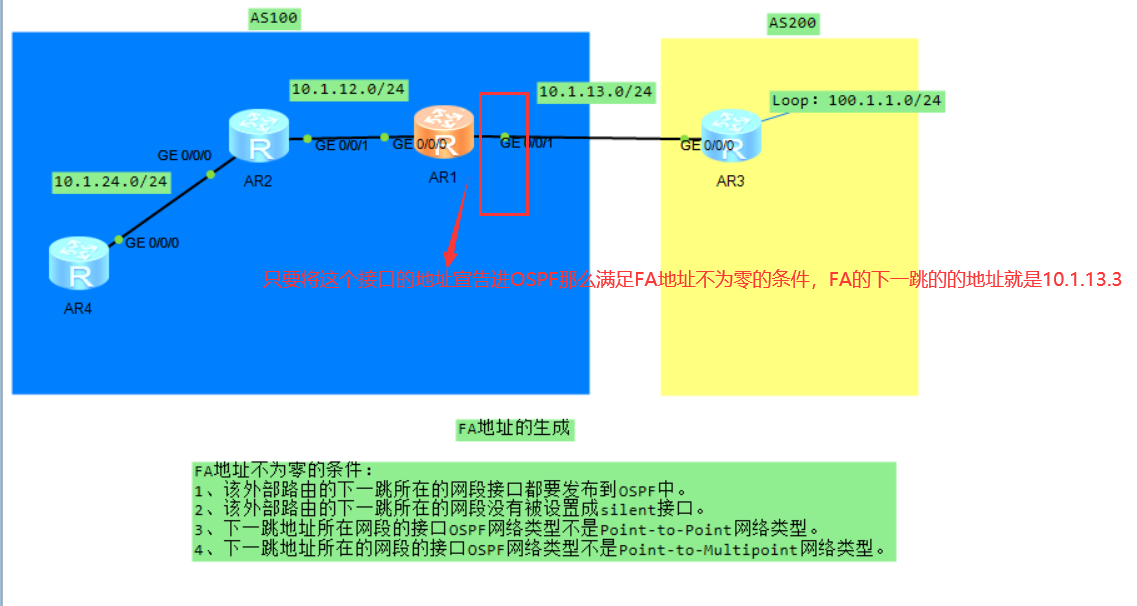 AS100
AS200
10.1.12.0/24
10.1.13.0/24
Loop: 100.1.1.0/24
GE 0/0/0
GE 0/0/1
GE 0/0/0
GE 0/0/1
GE 0/0/0
AR2
AR1
AR3
10.1.24.0/24
GE 0/0/0
AR4
只要将这个接口的地址宣告进OSPF那么满足FA地址不为零的条件，FA的下一跳的的地址就是10.1.13.3
FA地址的生成
FA地址不为零的条件：
1、该外部路由的下一跳所在的网段接口都要发布到OSPF中。
2、该外部路由的下一跳所在的网段没有被设置成silent接口。
3、下一跳地址所在网段的接口OSPF网络类型不是Point-to-Point网络类型。
4、下一跳地址所在的网段的接口OSPF网络类型不是Point-to-Multipoint网络类型。